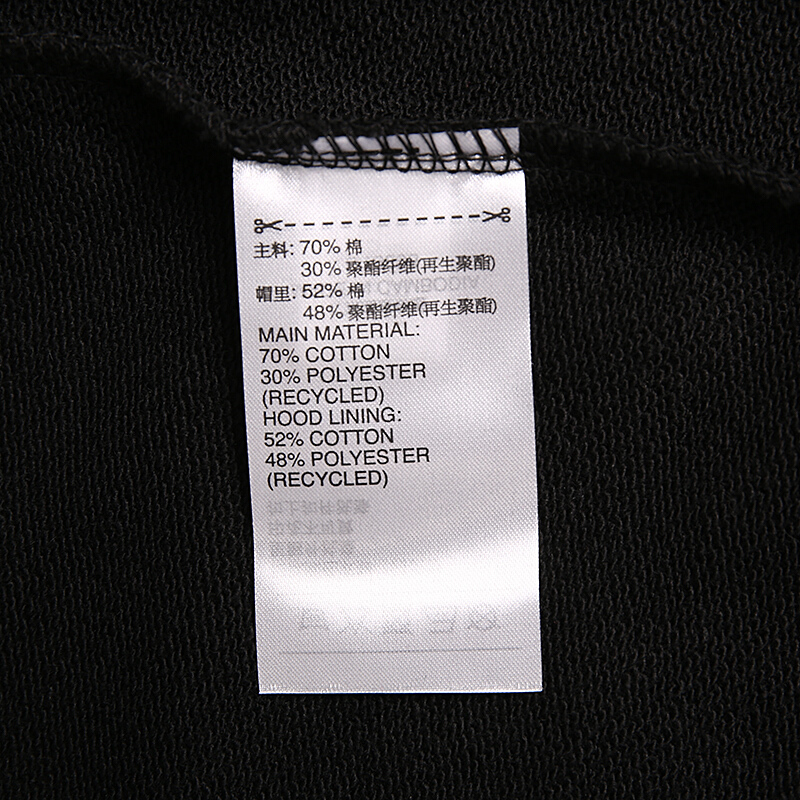 主料: 70% 棉
30% 聚酯纤维(再生聚酯)
帽里: 52% 棉
48% 聚酯纤维(再生聚酯)
MAIN MATERIAL:
70% COTTON
30% POLYESTER
(RECYCLED)
HOOD LINING:
52% COTTON
48% POLYESTER
(RECYCLED)